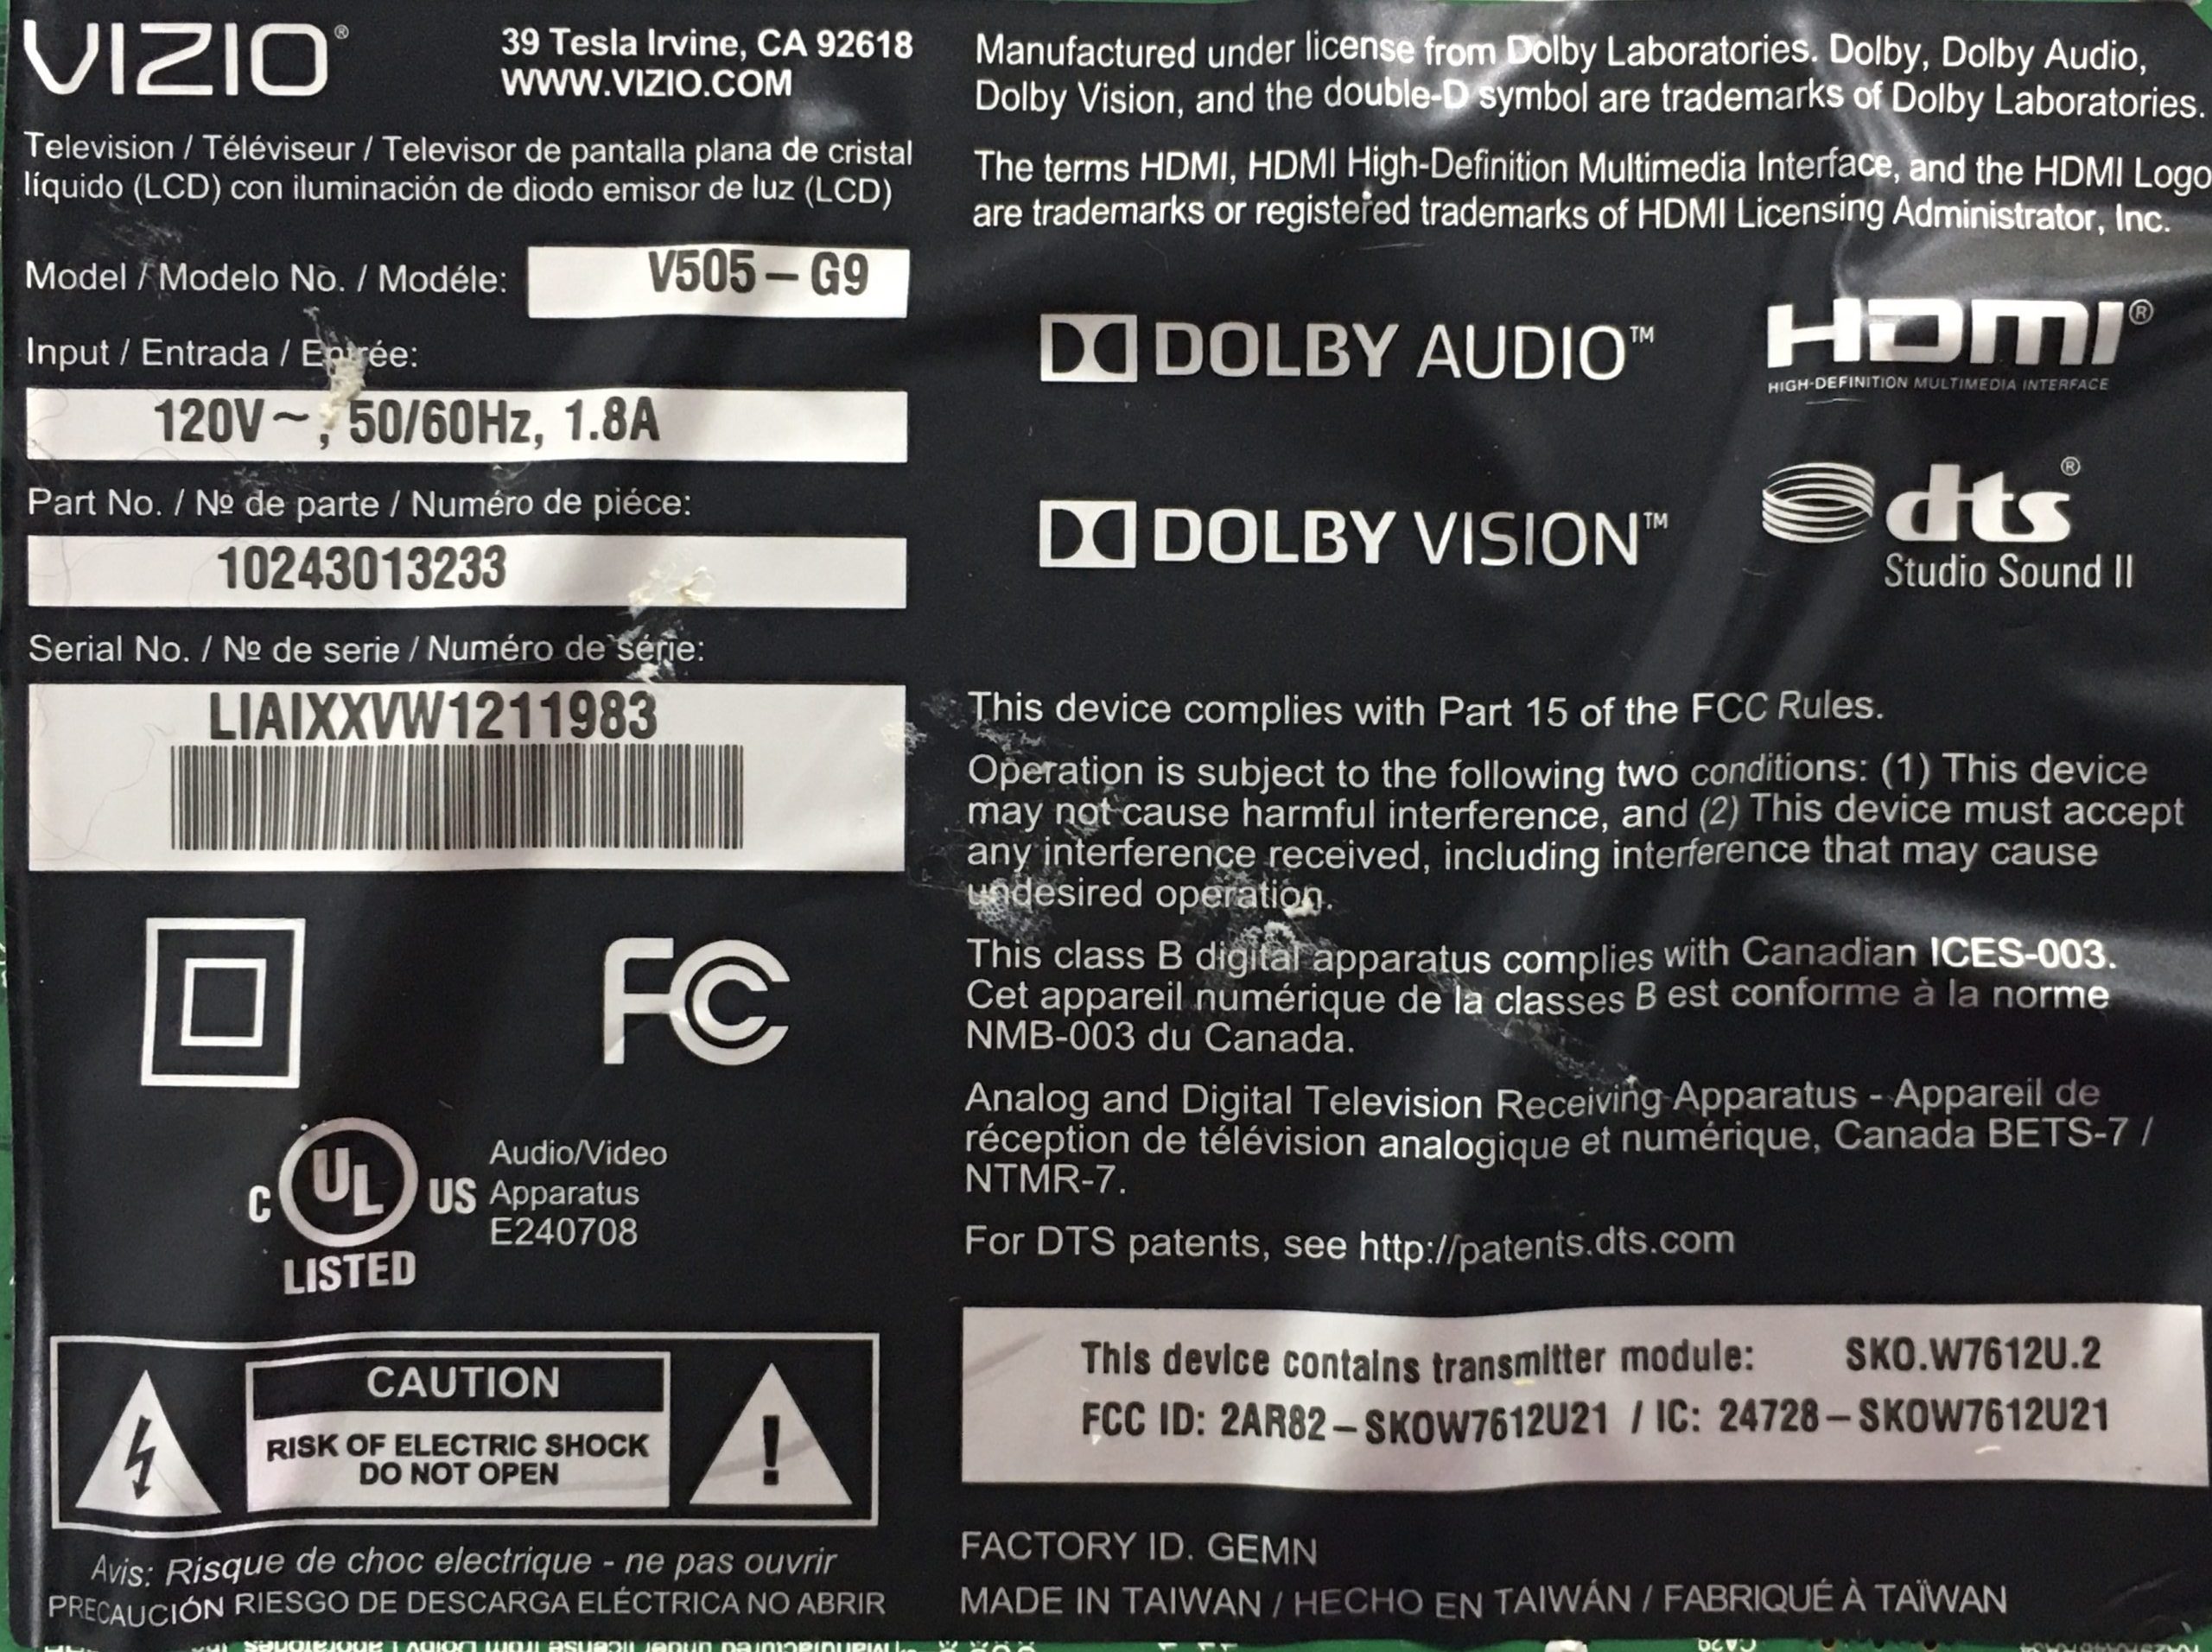 VIZIO®
39 Tesla Irvine, CA 92618
WWW.VIZIO.COM
Television / Téléviseur / Televisor de pantalla plana de cristal
líquido (LCD) con iluminación de diodo emisor de luz (LCD)
Model / Modelo No. / Modéle: V505-G9
Input / Entrada / Entrée:
120V~, 50/60Hz, 1.8A
Part No. / Nº de parte / Numéro de piéce:
10243013233
Serial No. / Nº de serie / Numéro de série:
LIAIXXVW1211983
FC
C UL US
LISTED
Audio/Video
Apparatus
E240708
CAUTION
RISK OF ELECTRIC SHOCK
DO NOT OPEN
Avis: Risque de choc electrique - ne pas ouvrir
PRECAUCIÓN RIESGO DE DESCARGA ELÉCTRICA NO ABRIR
Manufactured under license from Dolby Laboratories. Dolby, Dolby Audio,
Dolby Vision, and the double-D symbol are trademarks of Dolby Laboratories.
The terms HDMI, HDMI High-Definition Multimedia Interface, and the HDMI Logo
are trademarks or registered trademarks of HDMI Licensing Administrator, Inc.
DOLBY AUDIO™
HDMI®
HIGH-DEFINITION MULTIMEDIA INTERFACE
DOLBY VISION™
dts®
Studio Sound II
This device complies with Part 15 of the FCC Rules.
Operation is subject to the following two conditions: (1) This device
may not cause harmful interference, and (2) This device must accept
any interference received, including interference that may cause
undesired operation.
This class B digital apparatus complies with Canadian ICES-003.
Cet appareil numérique de la classes B est conforme à la norme
NMB-003 du Canada.
Analog and Digital Television Receiving Apparatus - Appareil de
réception de télévision analogique et numérique, Canada BETS-7 /
NTMR-7.
For DTS patents, see http://patents.dts.com
This device contains transmitter module: SKO.W7612U.2
FCC ID: 2AR82-SKOW7612U21 / IC: 24728-SKOW7612U21
FACTORY ID. GEMN
MADE IN TAIWAN / HECHO EN TAIWÁN / FABRIQUÉ À TAÏWAN